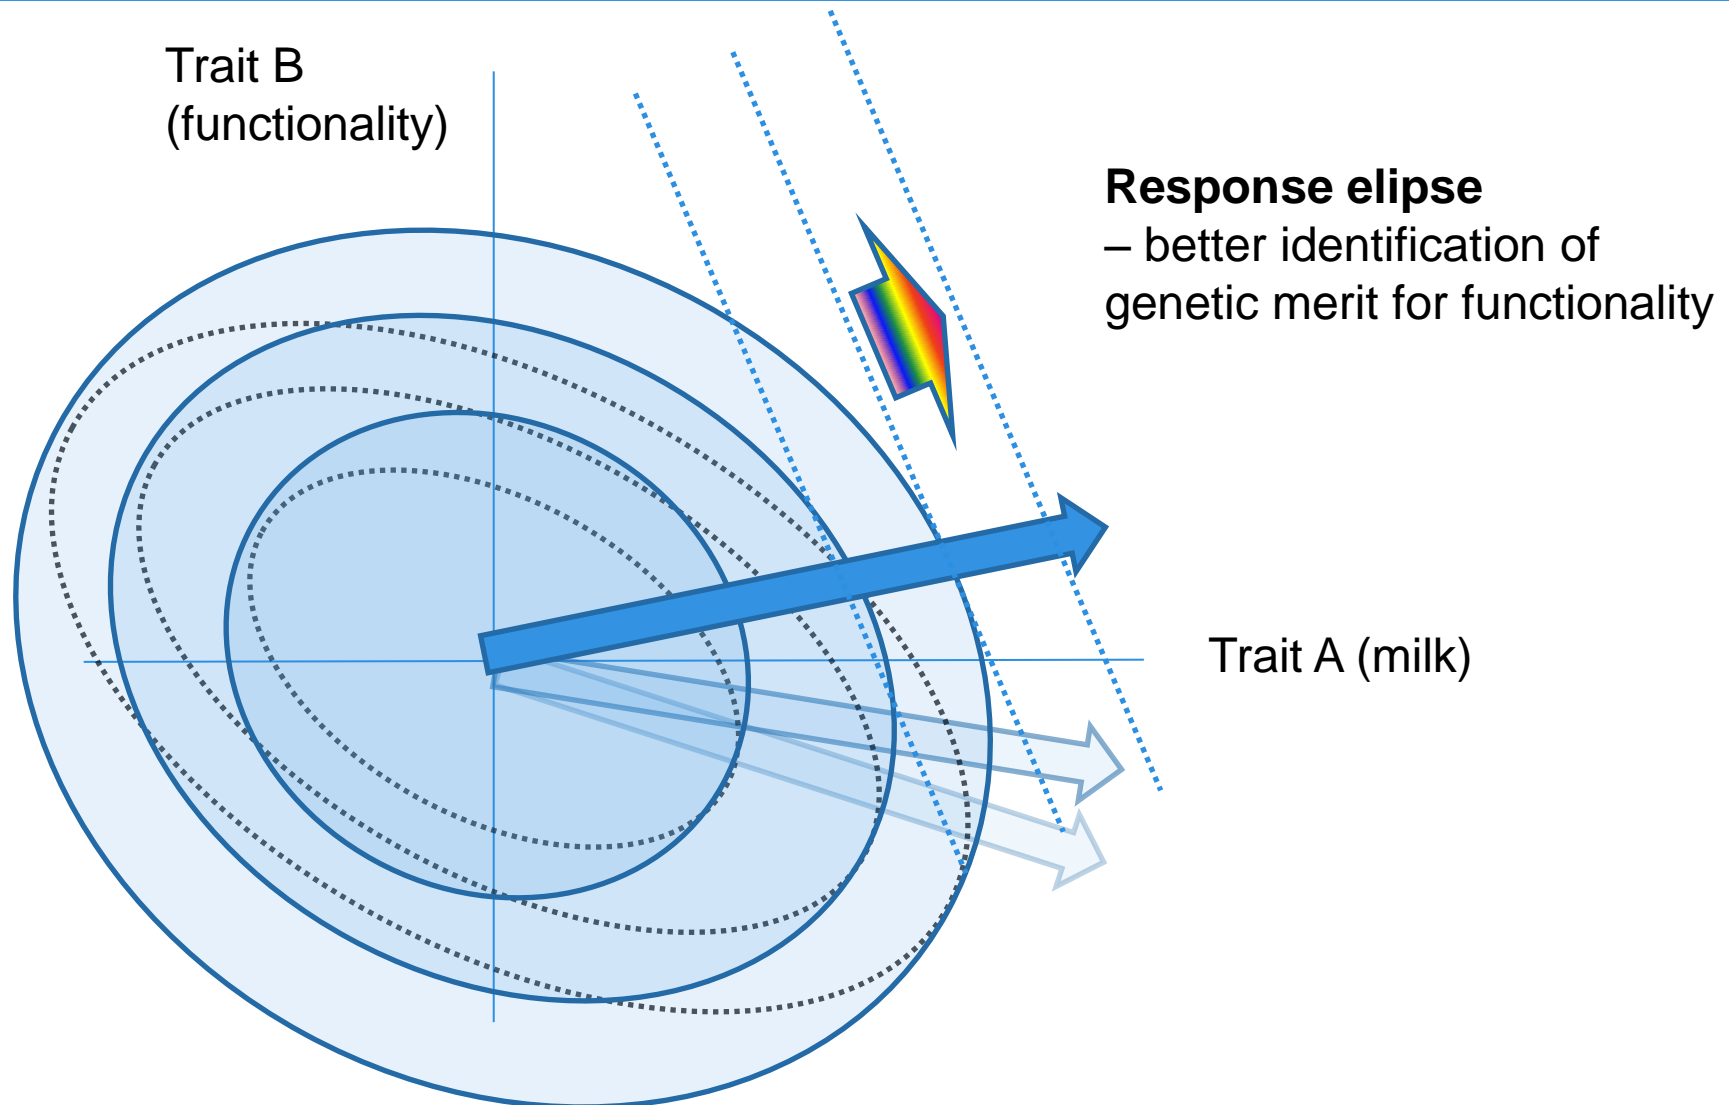 Trait B
(functionality)
Response elipse
– better identification of
genetic merit for functionality
Trait A (milk)